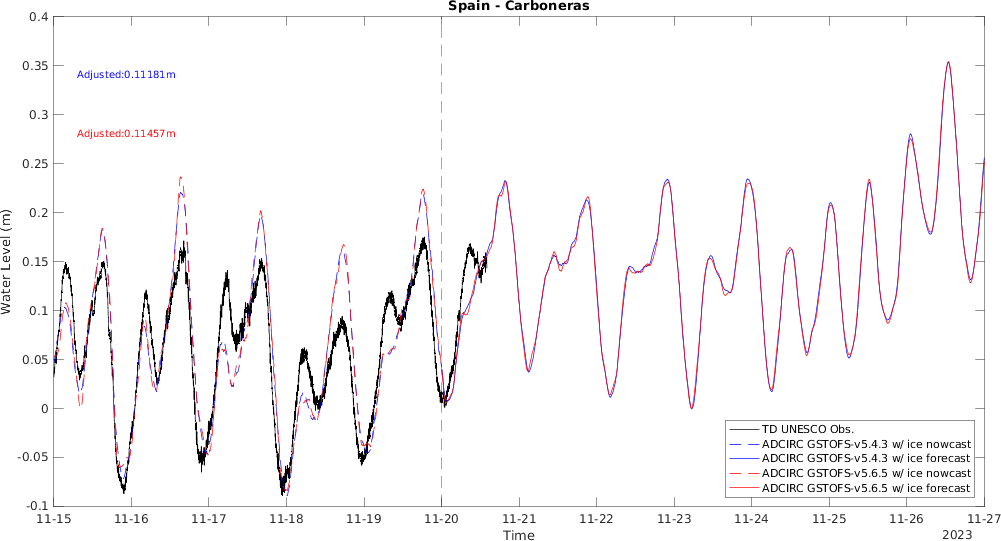 Spain - Carboneras
Adjusted:0.11181m
Adjusted:0.11457m
Water Level (m)
0.4
0.35
0.3
0.25
0.2
0.15
0.1
0.05
0
-0.05
-0.1
TD UNESCO Obs.
ADCIRC GSTOFS-v5.4.3 w/ ice nowcast
ADCIRC GSTOFS-v5.4.3 w/ ice forecast
ADCIRC GSTOFS-v5.6.5 w/ ice nowcast
ADCIRC GSTOFS-v5.6.5 w/ ice forecast
11-15 11-16 11-17 11-18 11-19 11-20 11-21 11-22 11-23 11-24 11-25 11-26 11-27
Time
2023